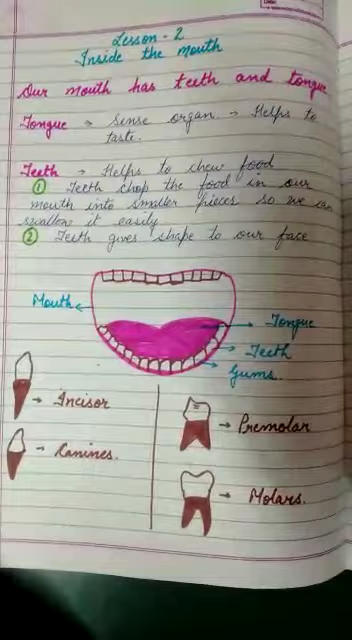 Lesson - 2
Inside the mouth
Our mouth has teeth and tongue
Tongue → Sense organ → Helps to
taste.
Teeth → Helps to chew food
① Teeth chop the food in our
mouth into smaller pieces so we can
swallow it easily
② Teeth gives shape to our face
Mouth
Tongue
Teeth
Gums.
→ Incisor
→ Premolar
→ Canines.
→ Molars.